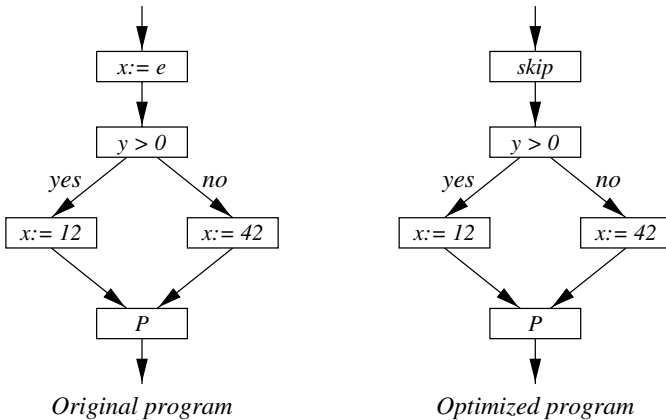 x:= e
skip
y > 0
y > 0
yes
no
yes
no
x:= 12
x:= 42
x:= 12
x:= 42
P
P
Original program
Optimized program